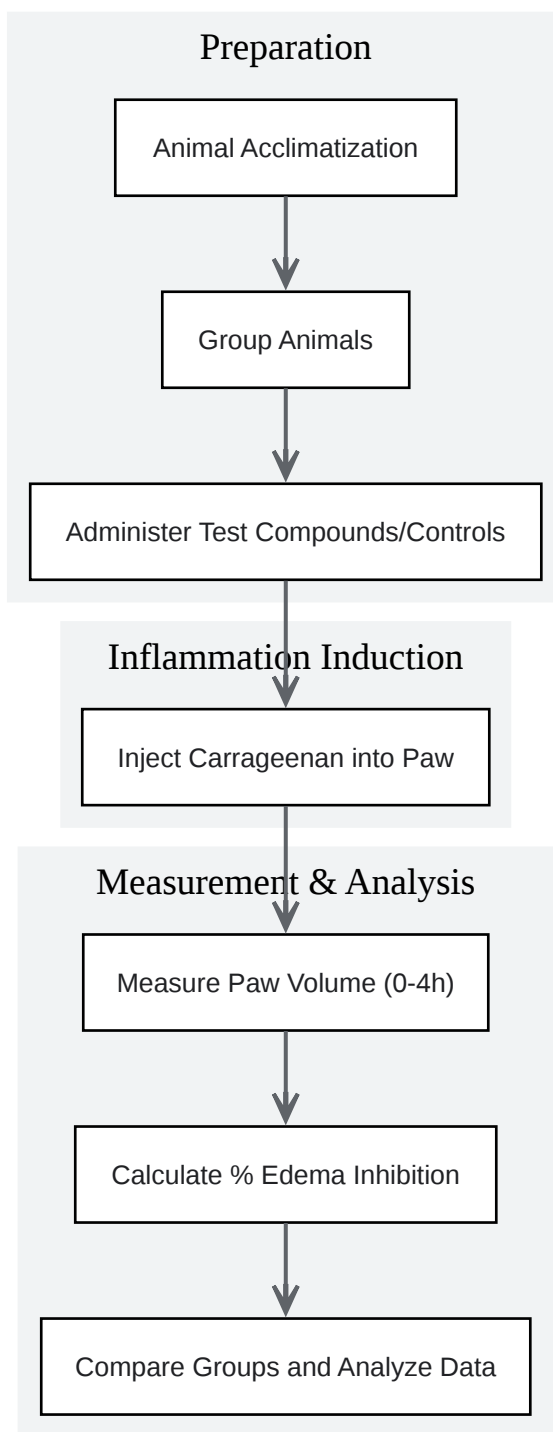 Preparation
Animal Acclimatization
Group Animals
Administer Test Compounds/Controls
Inflammation Induction
Inject Carrageenan into Paw
Measurement & Analysis
Measure Paw Volume (0-4h)
Calculate % Edema Inhibition
Compare Groups and Analyze Data